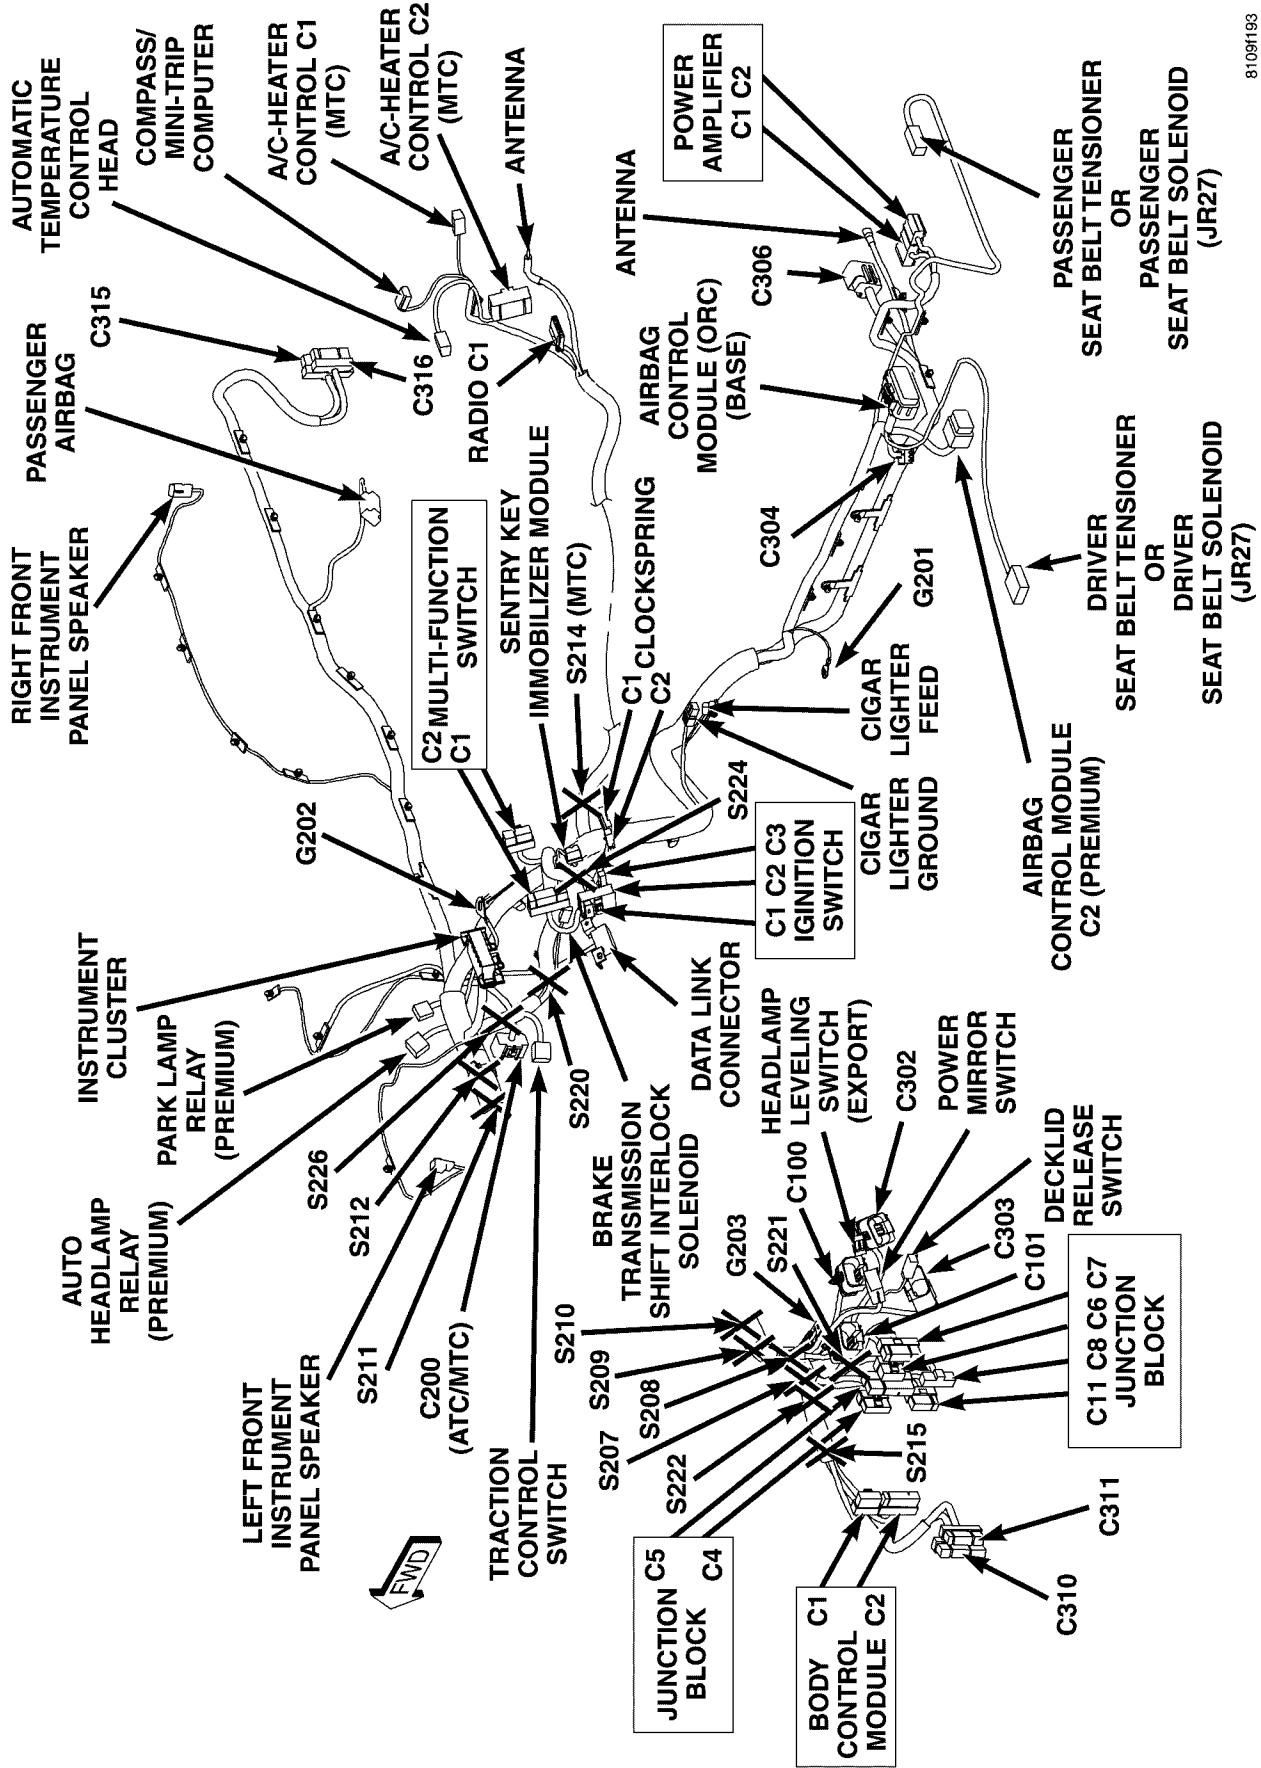 AUTOMATIC
TEMPERATURE
CONTROL
HEAD
COMPASS/
MINI-TRIP
COMPUTER
A/C-HEATER
CONTROL C1
(MTC)
A/C-HEATER
CONTROL C2
(MTC)
ANTENNA
POWER
AMPLIFIER
C1 C2
PASSENGER
SEAT BELT TENSIONER
OR
PASSENGER
SEAT BELT SOLENOID
(JR27)
8109f193
C315
PASSENGER
AIRBAG
C316
RADIO C1
ANTENNA
C306
AIRBAG
CONTROL
MODULE (ORC)
(BASE)
RIGHT FRONT
INSTRUMENT
PANEL SPEAKER
C2 MULTI-FUNCTION
C1 SWITCH
SENTRY KEY
IMMOBILIZER MODULE
S214 (MTC)
C1 CLOCKSPRING
C2
C304
G201
DRIVER
SEAT BELT TENSIONER
OR
DRIVER
SEAT BELT SOLENOID
(JR27)
G202
S224
CIGAR
LIGHTER
FEED
CIGAR
LIGHTER
GROUND
AIRBAG
CONTROL MODULE
C2 (PREMIUM)
C1 C2 C3
IGINITION
SWITCH
INSTRUMENT
CLUSTER
PARK LAMP
RELAY
(PREMIUM)
AUTO
HEADLAMP
RELAY
(PREMIUM)
S226
S212
S211
S220
BRAKE
TRANSMISSION
SHIFT INTERLOCK
SOLENOID
DATA LINK
CONNECTOR
HEADLAMP
LEVELING
SWITCH
(EXPORT)
C302
POWER
MIRROR
SWITCH
DECKLID
RELEASE
SWITCH
C100
G203
S221
C303
C101
LEFT FRONT
INSTRUMENT
PANEL SPEAKER
C200
(ATC/MTC)
TRACTION
CONTROL
SWITCH
S210
S209
S208
S207
S222
S215
C11 C8 C6 C7
JUNCTION
BLOCK
FWD
JUNCTION C5
BLOCK C4
BODY C1
CONTROL
MODULE C2
C311
C310